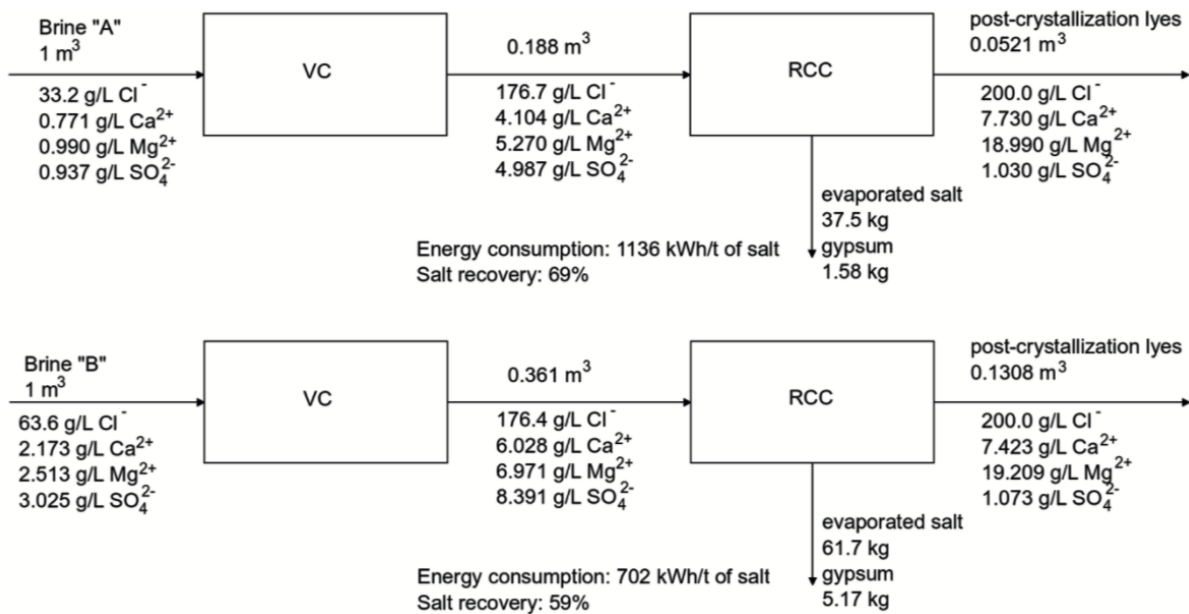 Brine "A"
1 m³
33.2 g/L Cl⁻
0.771 g/L Ca²⁺
0.990 g/L Mg²⁺
0.937 g/L SO₄²⁻
VC
0.188 m³
176.7 g/L Cl⁻
4.104 g/L Ca²⁺
5.270 g/L Mg²⁺
4.987 g/L SO₄²⁻
RCC
post-crystallization lyes
0.0521 m³
200.0 g/L Cl⁻
7.730 g/L Ca²⁺
18.990 g/L Mg²⁺
1.030 g/L SO₄²⁻
evaporated salt
37.5 kg
gypsum
1.58 kg
Energy consumption: 1136 kWh/t of salt
Salt recovery: 69%
Brine "B"
1 m³
63.6 g/L Cl⁻
2.173 g/L Ca²⁺
2.513 g/L Mg²⁺
3.025 g/L SO₄²⁻
VC
0.361 m³
176.4 g/L Cl⁻
6.028 g/L Ca²⁺
6.971 g/L Mg²⁺
8.391 g/L SO₄²⁻
RCC
post-crystallization lyes
0.1308 m³
200.0 g/L Cl⁻
7.423 g/L Ca²⁺
19.209 g/L Mg²⁺
1.073 g/L SO₄²⁻
evaporated salt
61.7 kg
gypsum
5.17 kg
Energy consumption: 702 kWh/t of salt
Salt recovery: 59%